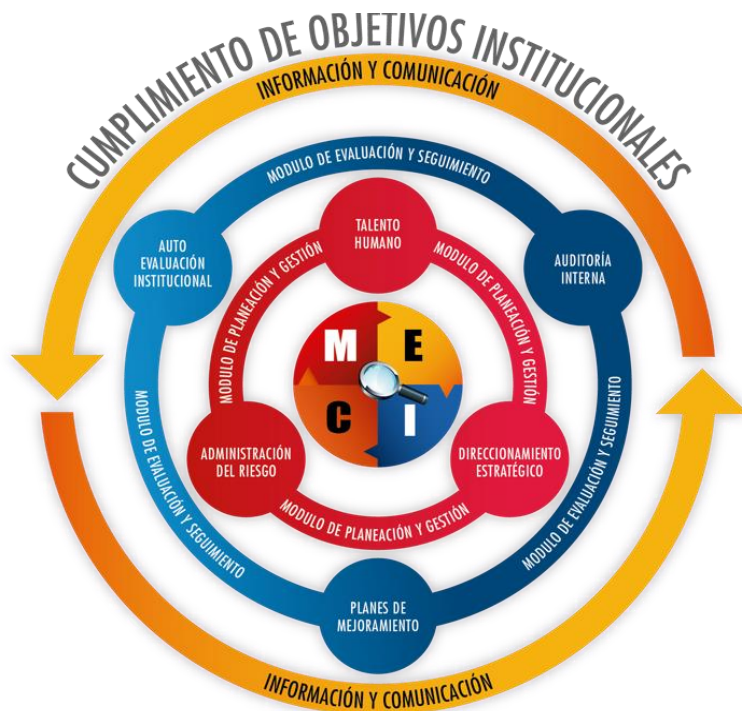 CUMPLIMIENTO DE OBJETIVOS INSTITUCIONALES
INFORMACIÓN Y COMUNICACIÓN
MODULO DE EVALUACIÓN Y SEGUIMIENTO
TALENTO
HUMANO
AUTO
EVALUACIÓN
INSTITUCIONAL
AUDITORÍA
INTERNA
MODULO DE PLANEACIÓN Y GESTIÓN
MODULO DE PLANEACIÓN Y GESTIÓN
M E
C I
ADMINISTRACIÓN
DEL RIESGO
DIRECCIONAMIENTO
ESTRATÉGICO
MODULO DE EVALUACIÓN Y SEGUIMIENTO
MODULO DE EVALUACIÓN Y SEGUIMIENTO
MODULO DE PLANEACIÓN Y GESTIÓN
PLANES DE
MEJORAMIENTO
INFORMACIÓN Y COMUNICACIÓN